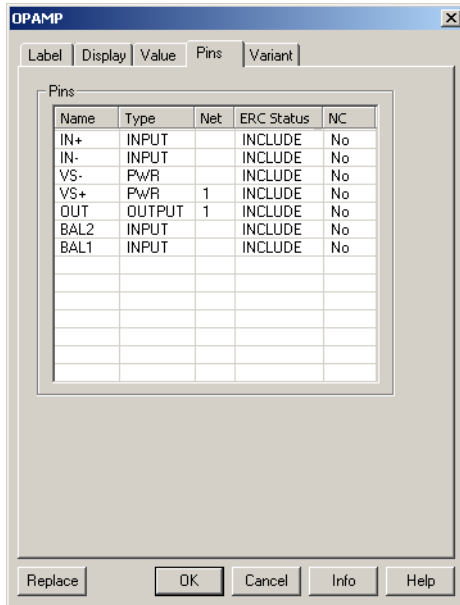 OPAMP
Label Display Value Pins Variant
Pins
Name Type Net ERC Status NC
IN+ INPUT INCLUDE No
IN- INPUT INCLUDE No
VS- PWR INCLUDE No
VS+ PWR 1 INCLUDE No
OUT OUTPUT 1 INCLUDE No
BAL2 INPUT INCLUDE No
BAL1 INPUT INCLUDE No
Replace OK Cancel Info Help